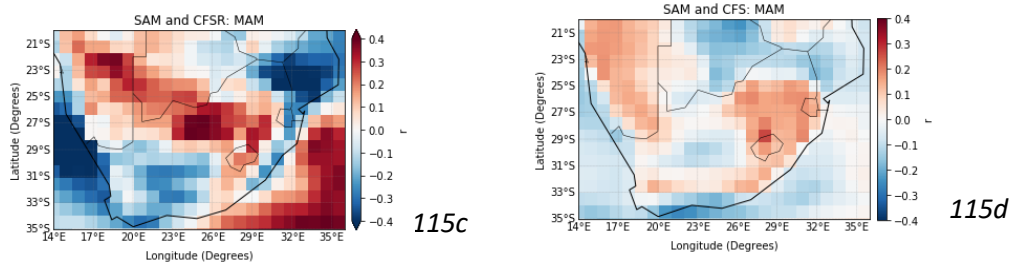 SAM and CFSR: MAM
21°S
23°S
25°S
27°S
29°S
31°S
33°S
35°S
Latitude (Degrees)
14°E 17°E 20°E 23°E 26°E 29°E 32°E 35°E
Longitude (Degrees)
0.4
0.3
0.2
0.1
0.0
−0.1
−0.2
−0.3
−0.4
r
115c
SAM and CFS: MAM
21°S
23°S
25°S
27°S
29°S
31°S
33°S
35°S
Latitude (Degrees)
14°E 17°E 20°E 23°E 26°E 29°E 32°E 35°E
Longitude (Degrees)
0.4
0.3
0.2
0.1
0.0
−0.1
−0.2
−0.3
−0.4
r
115d